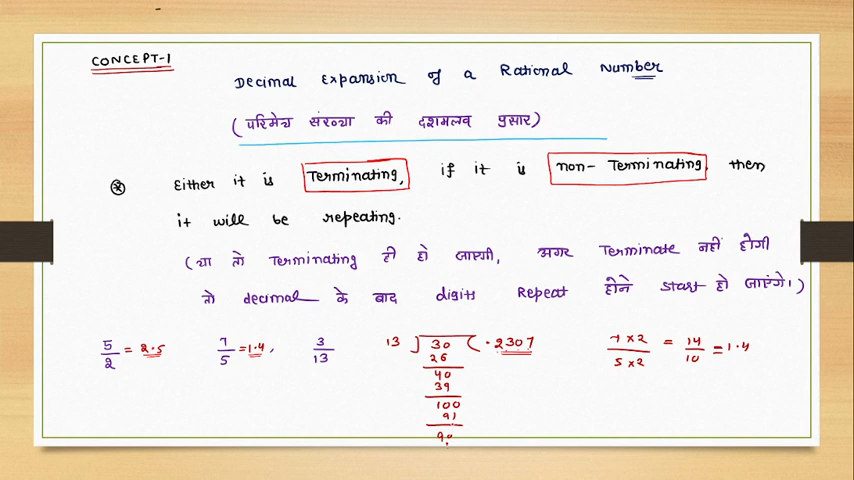 CONCEPT-1
Decimal Expansion of a Rational Number
(परिमेय संख्या की दशमलव प्रसार)
⊛ Either it is Terminating, if it is non-Terminating, then
it will be repeating.
(या तो Terminating ही हो जाएगी, अगर Terminate नहीं होगी
तो decimal के बाद digits Repeat होने start हो जाएंगे।)
5/2 = 2.5
7/5 = 1.4,
3/13
13 ) 30 ( .2307
26
40
39
100
91
90
7×2/5×2 = 14/10 = 1.4